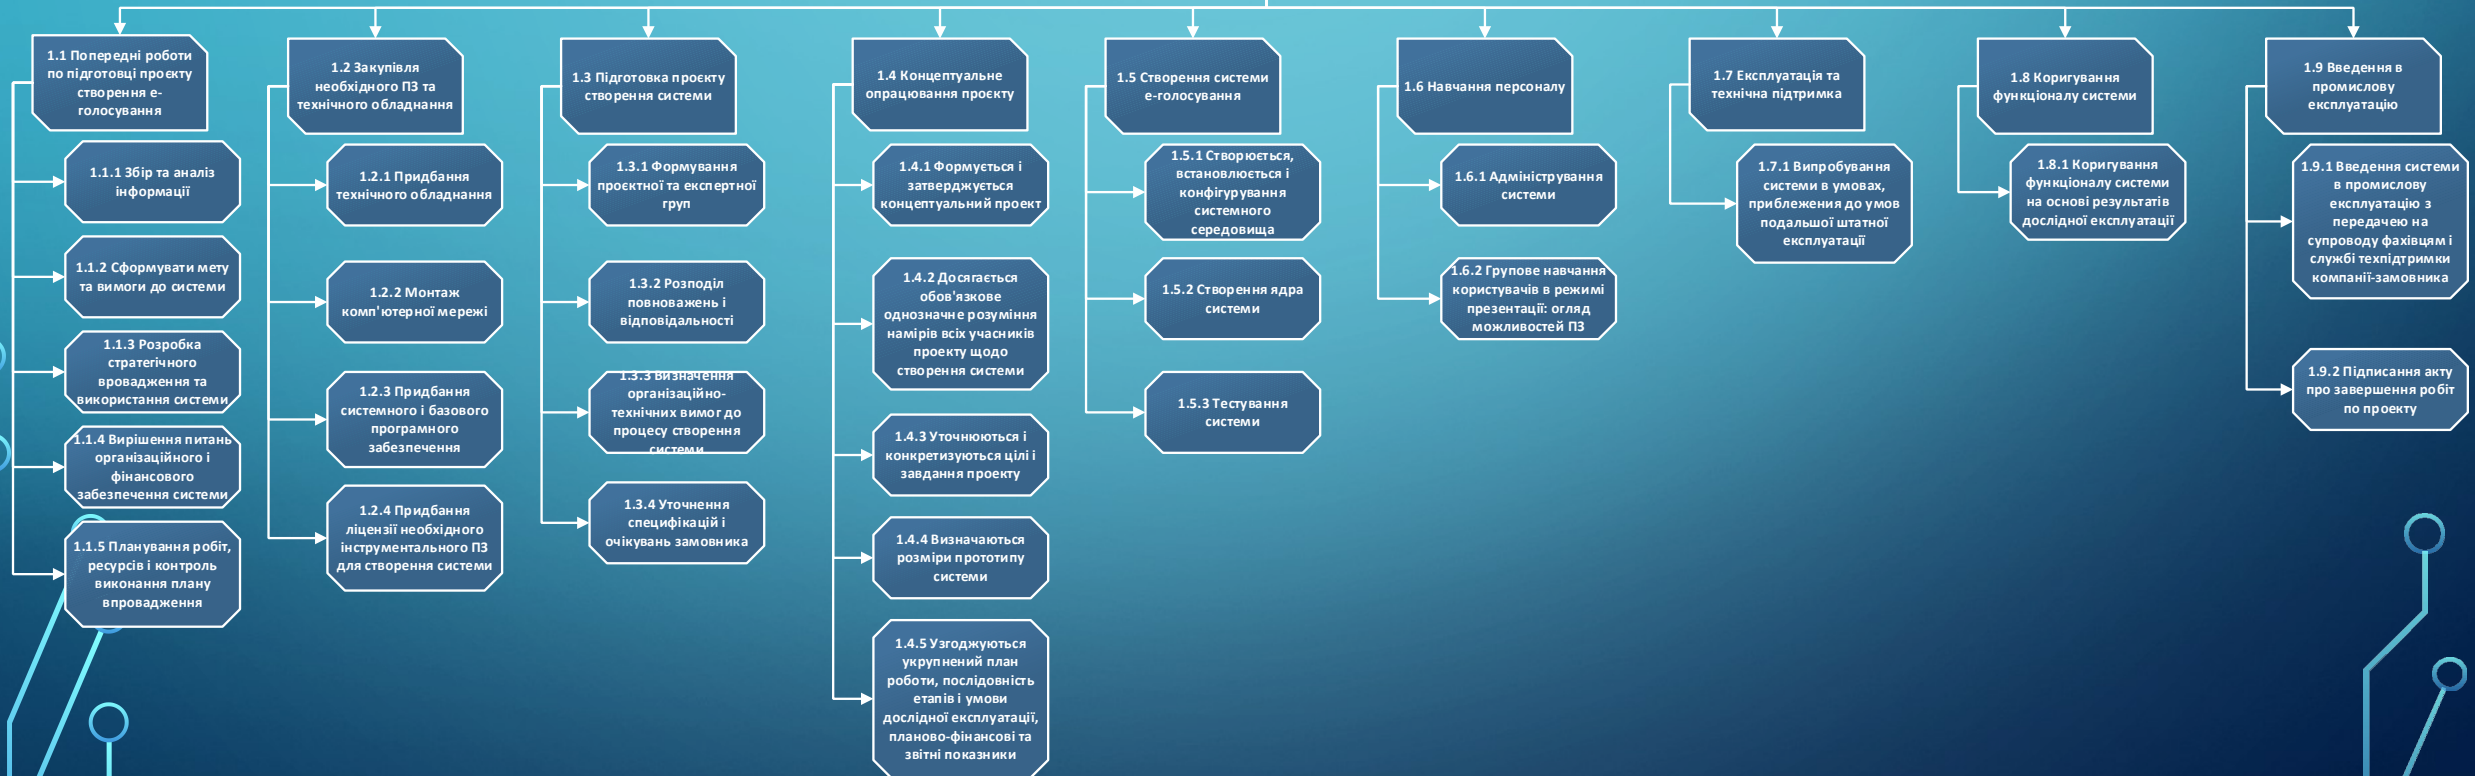 1.1 Попередні роботи
по підготовці проєкту
створення е-
голосування
1.1.1 Збір та аналіз
інформації
1.1.2 Сформувати мету
та вимоги до системи
1.1.3 Розробка
стратегічного
вровадження та
використання системи
1.1.4 Вирішення питань
організаційного і
фінансового
забезпечення системи
1.1.5 Планування робіт,
ресурсів і контроль
виконання плану
впровадження
1.2 Закупівля
необхідного ПЗ та
технічного обладнання
1.2.1 Придбання
технічного обладнання
1.2.2 Монтаж
комп'ютерної мережі
1.2.3 Придбання
системного і базового
програмного
забезпечення
1.2.4 Придбання
ліцензії необхідного
інструментального ПЗ
для створення системи
1.3 Підготовка проєкту
створення системи
1.3.1 Формування
проєктної та експертної
груп
1.3.2 Розподіл
повноважень і
відповідальності
1.3.3 Визначення
організаційно-
технічних вимог до
процесу створення
системи
1.3.4 Уточнення
специфікацій і
очікувань замовника
1.4 Концептуальне
опрацювання проєкту
1.4.1 Формується і
затверджується
концептуальний проект
1.4.2 Досягається
обов'язкове
однозначне розуміння
намірів всіх учасників
проекту щодо
створення системи
1.4.3 Уточнюються і
конкретизуються цілі і
завдання проекту
1.4.4 Визначаються
розміри прототипу
системи
1.4.5 Узгоджуються
укрупнений план
роботи, послідовність
етапів і умови
дослідної експлуатації,
планово-фінансові та
звітні показники
1.5 Створення системи
е-голосування
1.5.1 Створюється,
встановлюється і
конфігурування
системного
середовища
1.5.2 Створення ядра
системи
1.5.3 Тестування
системи
1.6 Навчання персоналу
1.6.1 Адміністрування
системи
1.6.2 Групове навчання
користувачів в режимі
презентації: огляд
можливостей ПЗ
1.7 Експлуатація та
технічна підтримка
1.7.1 Випробування
системи в умовах,
приближення до умов
подальшої штатної
експлуатації
1.8 Коригування
функціоналу системи
1.8.1 Коригування
функціоналу системи
на основі результатів
дослідної експлуатації
1.9 Введення в
промислову
експлуатацію
1.9.1 Введення системи
в промислову
експлуатацію з
передачею на
супроводу фахівцям і
службі техпідтримки
компанії-замовника
1.9.2 Підписання акту
про завершення робіт
по проекту